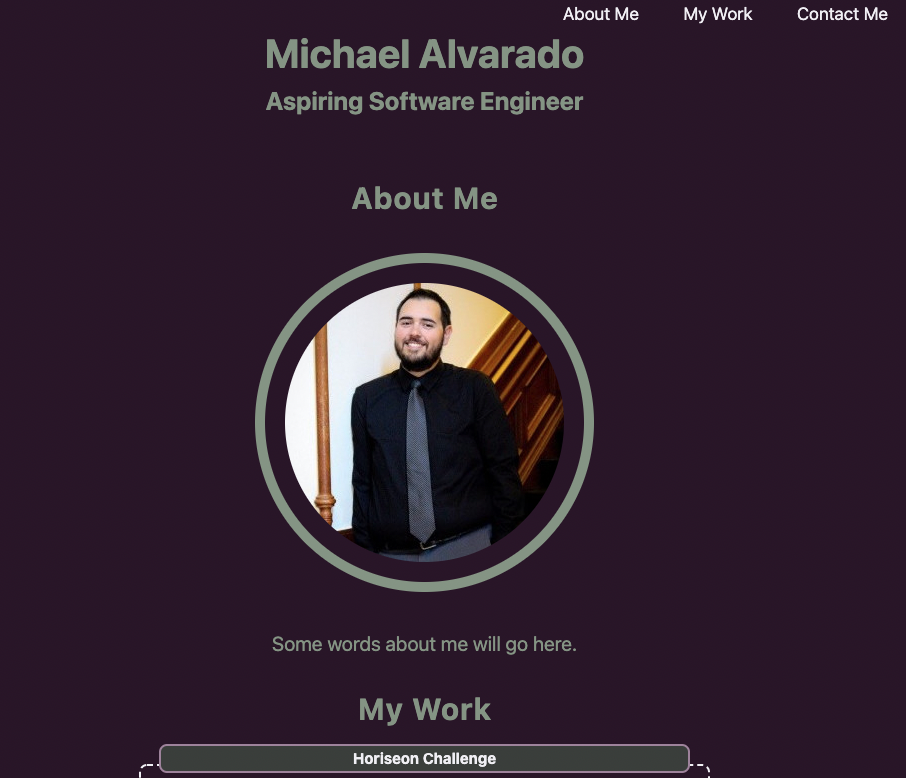 About Me My Work Contact Me
Michael Alvarado
Aspiring Software Engineer
About Me
Some words about me will go here.
My Work
Horiseon Challenge